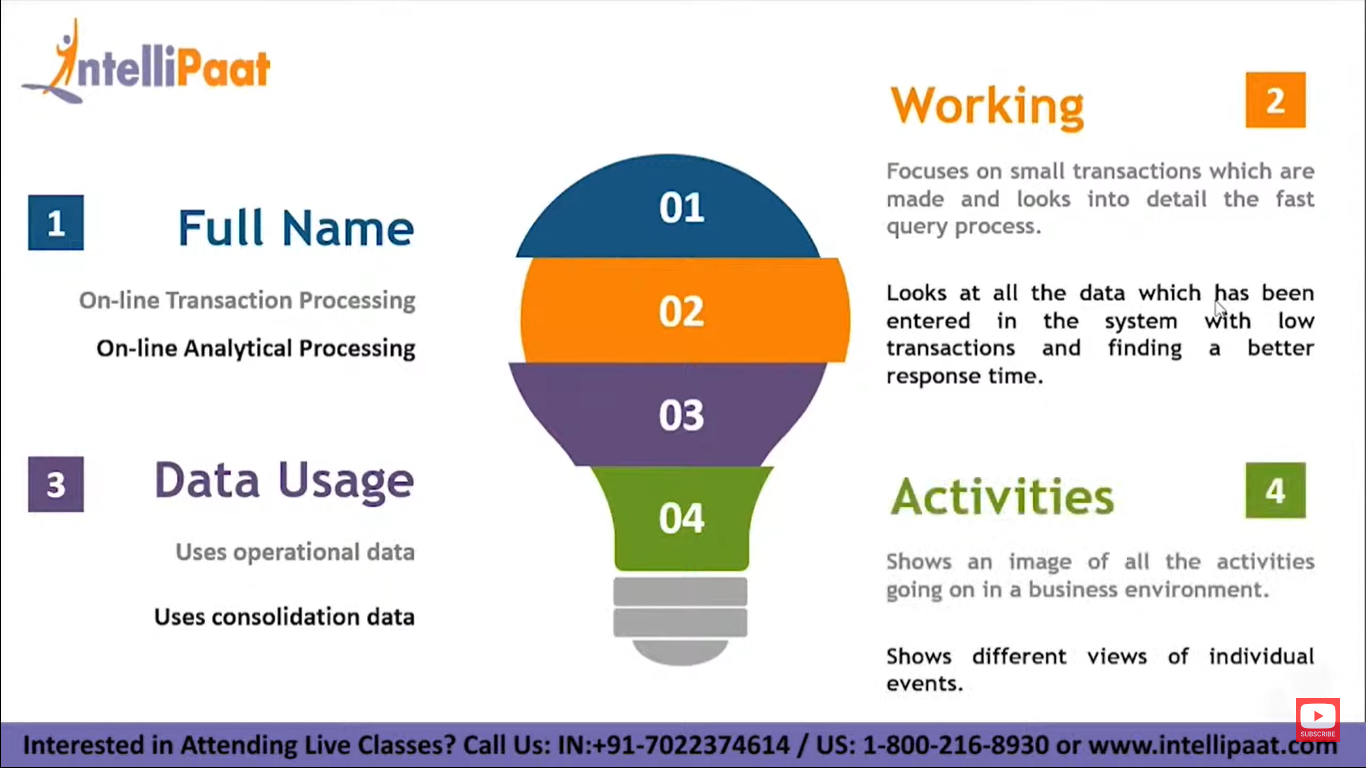 IntelliPaat
1
Full Name
On-line Transaction Processing
On-line Analytical Processing
01
02
03
04
Working
2
Focuses on small transactions which are
made and looks into detail the fast
query process.
Looks at all the data which has been
entered in the system with low
transactions and finding a better
response time.
3
Data Usage
Uses operational data
Uses consolidation data
Activities
4
Shows an image of all the activities
going on in a business environment.
Shows different views of individual
events.
SUBSCRIBE
Interested in Attending Live Classes? Call Us: IN:+91-7022374614 / US: 1-800-216-8930 or www.intellipaat.com